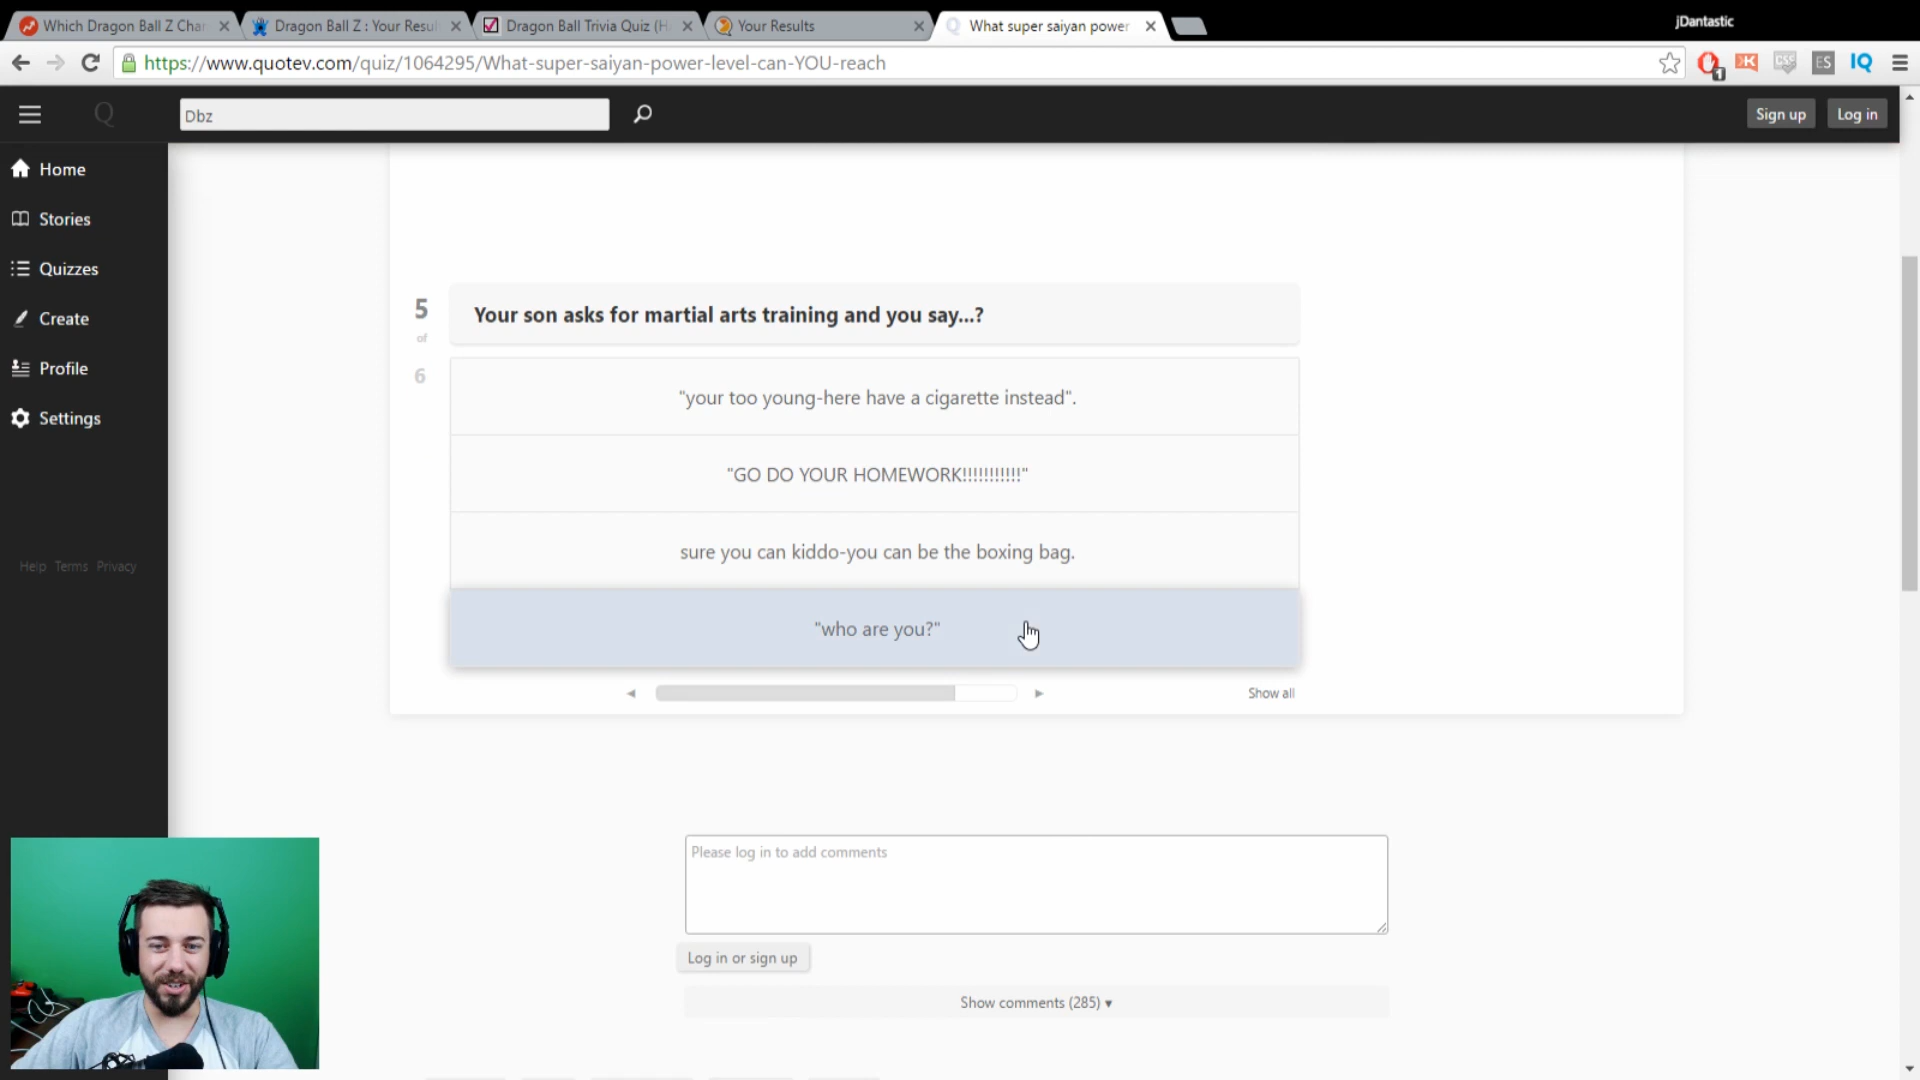 Which Dragon Ball Z Char
Dragon Ball Z : Your Resul
Dragon Ball Trivia Quiz (H
Your Results
What super saiyan power
jDantastic
https://www.quotev.com/quiz/1064295/What-super-saiyan-power-level-can-YOU-reach
1
K
CSC
ES
IQ
Q
Dbz
Sign up
Log in
Home
Stories
Quizzes
Create
Profile
Settings
Help Terms Privacy
5
of
6
Your son asks for martial arts training and you say...?
"your too young-here have a cigarette instead".
"GO DO YOUR HOMEWORK!!!!!!!!!!!"
sure you can kiddo-you can be the boxing bag.
"who are you?"
Show all
Please log in to add comments
Log in or sign up
Show comments (285) ▾